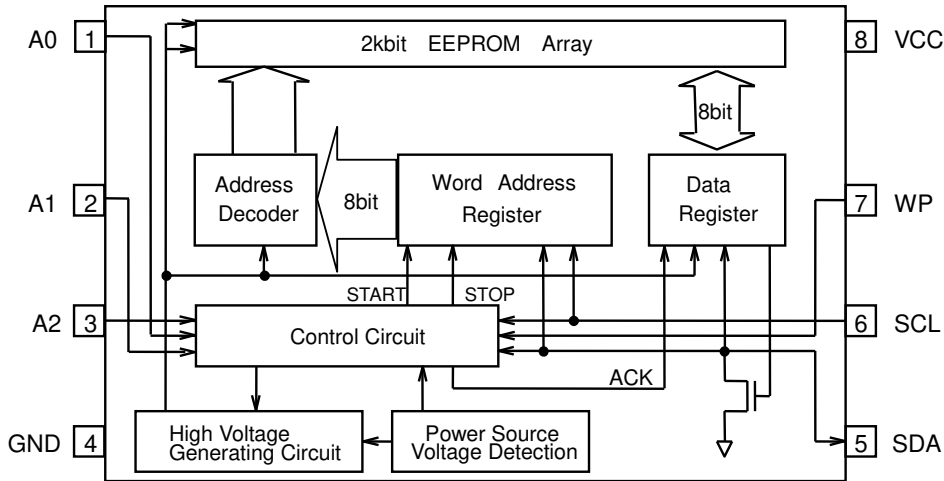 A0 1
2kbit EEPROM Array
8 VCC
8bit
A1 2
Address
Decoder
8bit
Word Address
Register
Data
Register
7 WP
START STOP
A2 3
Control Circuit
6 SCL
ACK
GND 4
High Voltage
Generating Circuit
Power Source
Voltage Detection
5 SDA